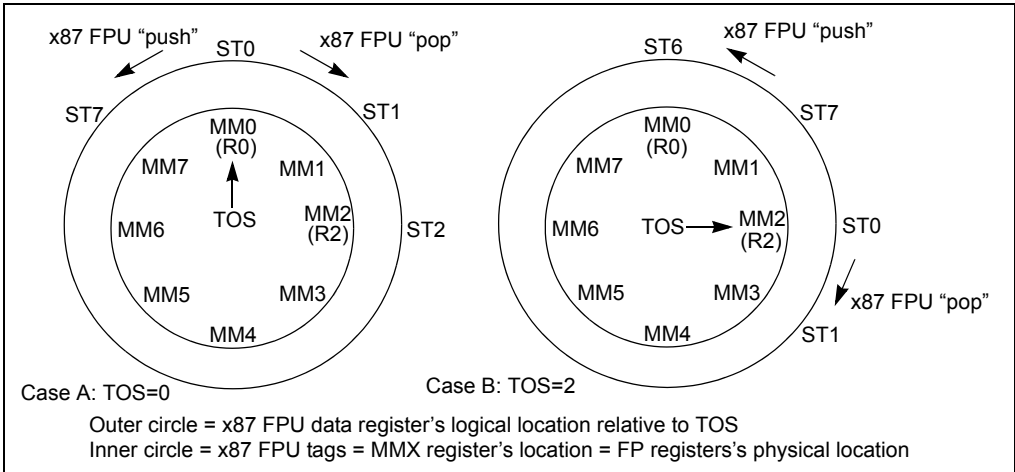 x87 FPU “push”
ST0
x87 FPU “pop”
ST7
ST1
MM0
(R0)
MM7
MM1
TOS
MM6
MM2
(R2)
ST2
MM5
MM3
MM4
Case A: TOS=0
ST6
x87 FPU “push”
ST7
MM0
(R0)
MM7
MM1
MM6
TOS
MM2
(R2)
ST0
MM5
MM3
x87 FPU “pop”
MM4
ST1
Case B: TOS=2
Outer circle = x87 FPU data register’s logical location relative to TOS
Inner circle = x87 FPU tags = MMX register’s location = FP registers’s physical location